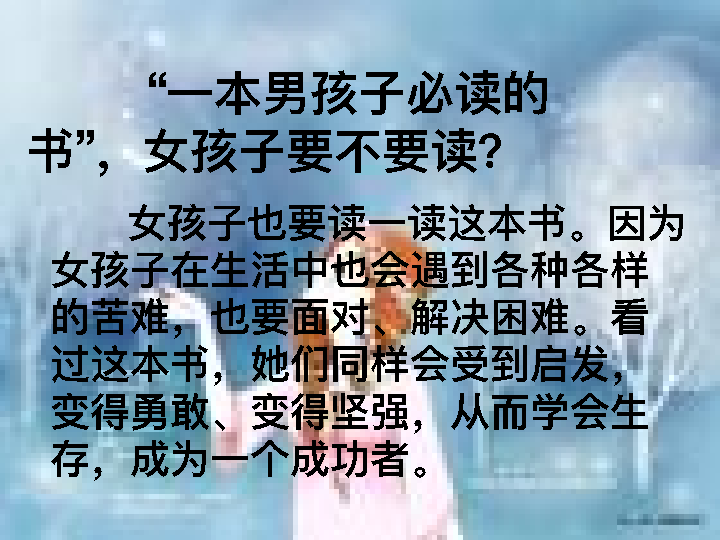 “一本男孩子必读的
书”，女孩子要不要读?
女孩子也要读一读这本书。因为
女孩子在生活中也会遇到各种各样
的苦难，也要面对、解决困难。看
过这本书，她们同样会受到启发，
变得勇敢、变得坚强，从而学会生
存，成为一个成功者。